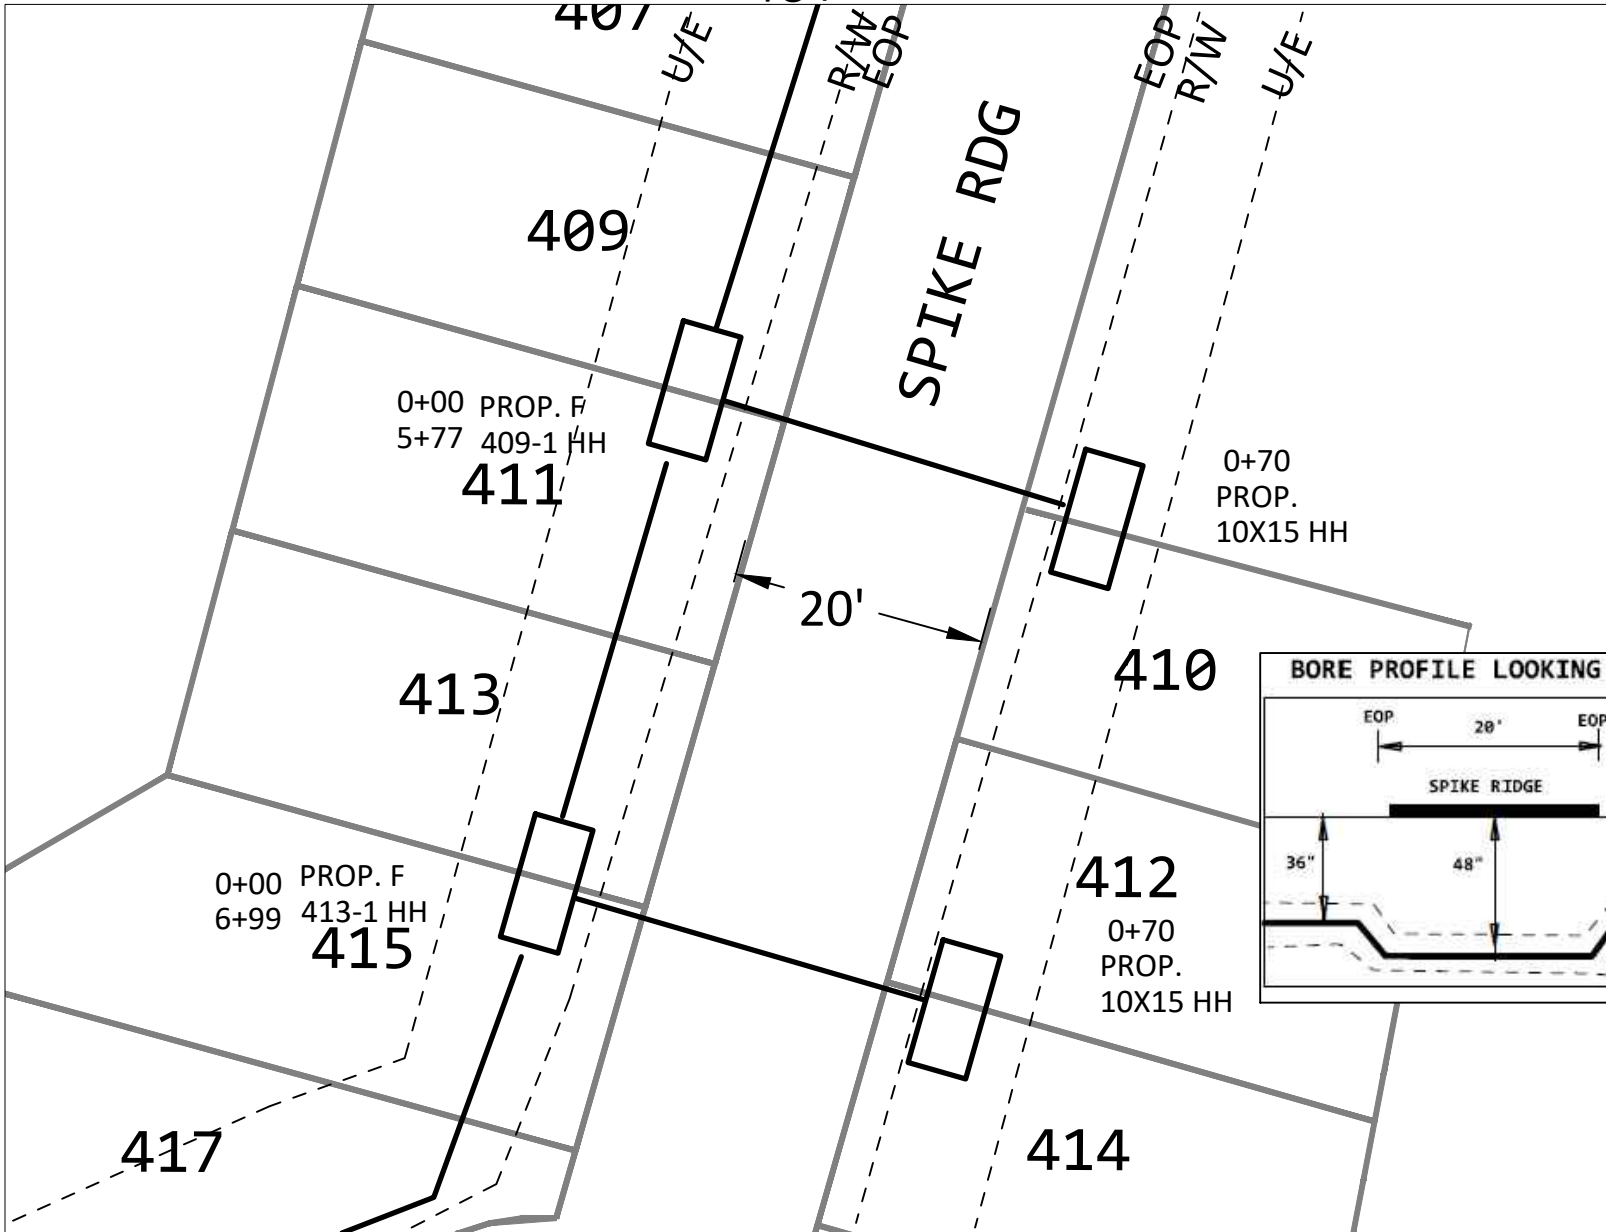 407
U/E
R/W
EOP
EOP
R/W
U/E
SPIKE RDG
409
0+00 PROP. F
5+77 409-1 HH
411
0+70
PROP.
10X15 HH
20'
410
413
BORE PROFILE LOOKING
EOP
20'
EOP
SPIKE RIDGE
36"
48"
412
0+00 PROP. F
6+99 413-1 HH
415
0+70
PROP.
10X15 HH
417
414